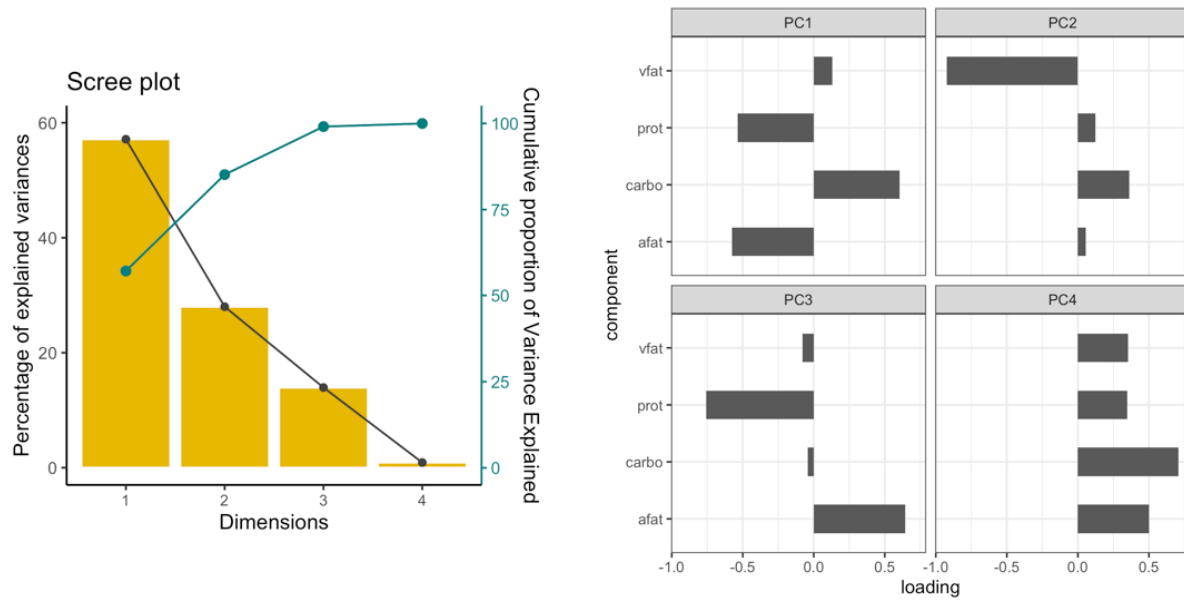 Scree plot
Percentage of explained variances
60
40
20
0
1 2 3 4
Dimensions
100
75
50
25
0
Cumulative proportion of Variance Explained
component
PC1 PC2
vfat
prot
carbo
afat
PC3 PC4
vfat
prot
carbo
afat
-1.0 -0.5 0.0 0.5 -1.0 -0.5 0.0 0.5
loading